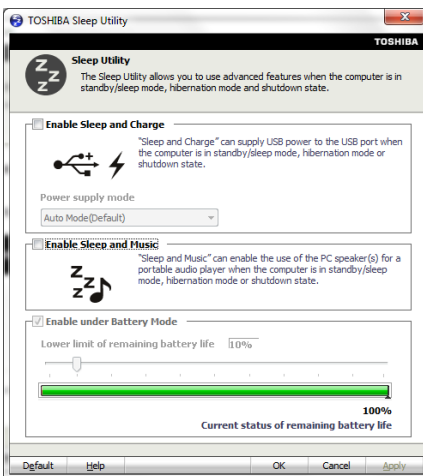 TOSHIBA Sleep Utility
TOSHIBA
Sleep Utility
The Sleep Utility allows you to use advanced features when the computer is in
standby/sleep mode, hibernation mode and shutdown state.
Enable Sleep and Charge
"Sleep and Charge" can supply USB power to the USB port when
the computer is in standby/sleep mode, hibernation mode or
shutdown state.
Power supply mode
Auto Mode(Default)
Enable Sleep and Music
"Sleep and Music" can enable the use of the PC speaker(s) for a
portable audio player when the computer is in standby/sleep
mode, hibernation mode or shutdown state.
z z z
Enable under Battery Mode
Lower limit of remaining battery life 10%
100%
Current status of remaining battery life
Default Help OK Cancel Apply